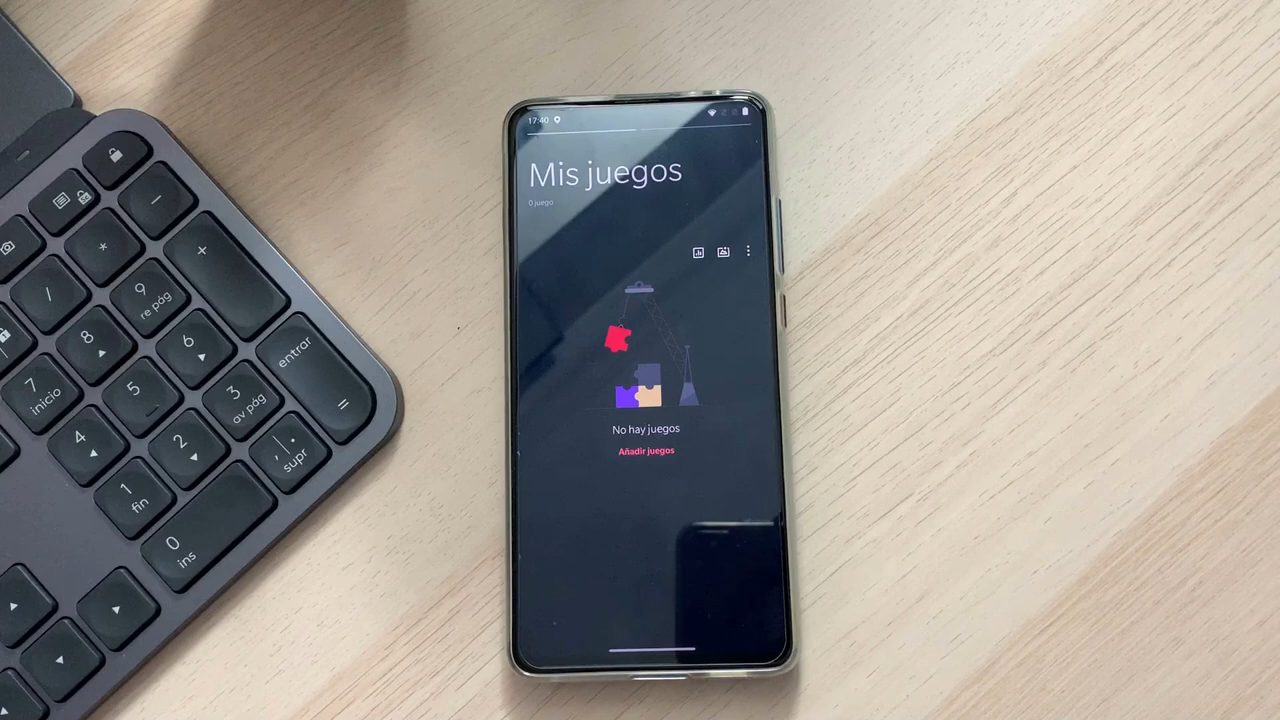 17:40
Mis juegos
0 juego
No hay juegos
Añadir juegos
-
*
+
/
9
re pág
8
6
entrar
=
7
inicio
5
3
av pág
4
2
, .
supr
1
fin
0
ins